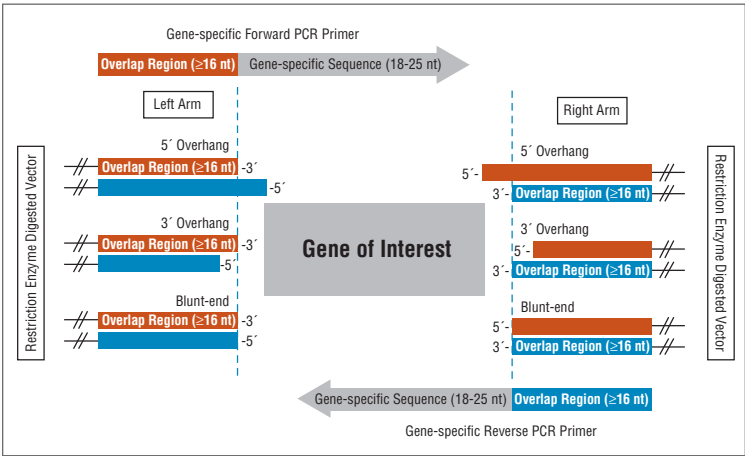 Gene-specific Forward PCR Primer
Overlap Region (≥16 nt) Gene-specific Sequence (18-25 nt)
Left Arm
Right Arm
Restriction Enzyme Digested Vector
5´ Overhang
Overlap Region (≥16 nt) -3´
-5´
3´ Overhang
Overlap Region (≥16 nt) -3´
-5´
Blunt-end
Overlap Region (≥16 nt) -3´
-5´
Gene of Interest
5´ Overhang
5´-
3´- Overlap Region (≥16 nt)
3´ Overhang
5´-
3´- Overlap Region (≥16 nt)
Blunt-end
5´-
3´- Overlap Region (≥16 nt)
Restriction Enzyme Digested Vector
Gene-specific Sequence (18-25 nt) Overlap Region (≥16 nt)
Gene-specific Reverse PCR Primer